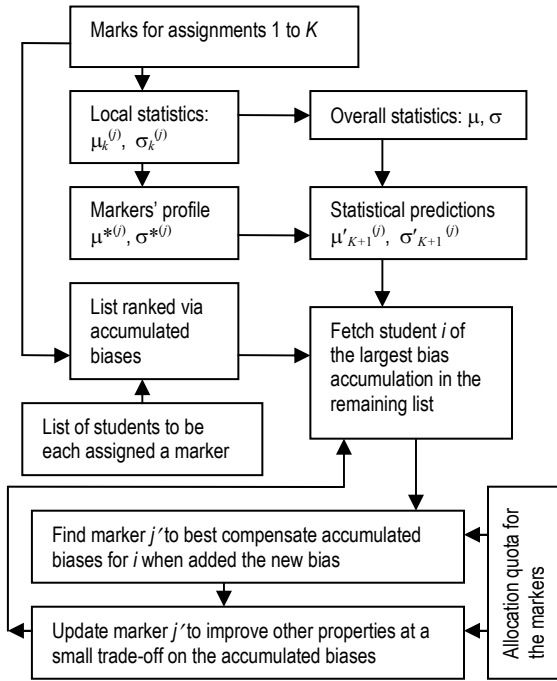 Marks for assignments 1 to K
Local statistics:
μk(j), σk(j)
Overall statistics: μ, σ
Markers' profile
μ*(j), σ*(j)
Statistical predictions
μ′K+1(j), σ′K+1(j)
List ranked via
accumulated
biases
Fetch student i of
the largest bias
accumulation in the
remaining list
List of students to be
each assigned a marker
Find marker j′ to best compensate accumulated
biases for i when added the new bias
Allocation quota for
the markers
Update marker j′ to improve other properties at a
small trade-off on the accumulated biases